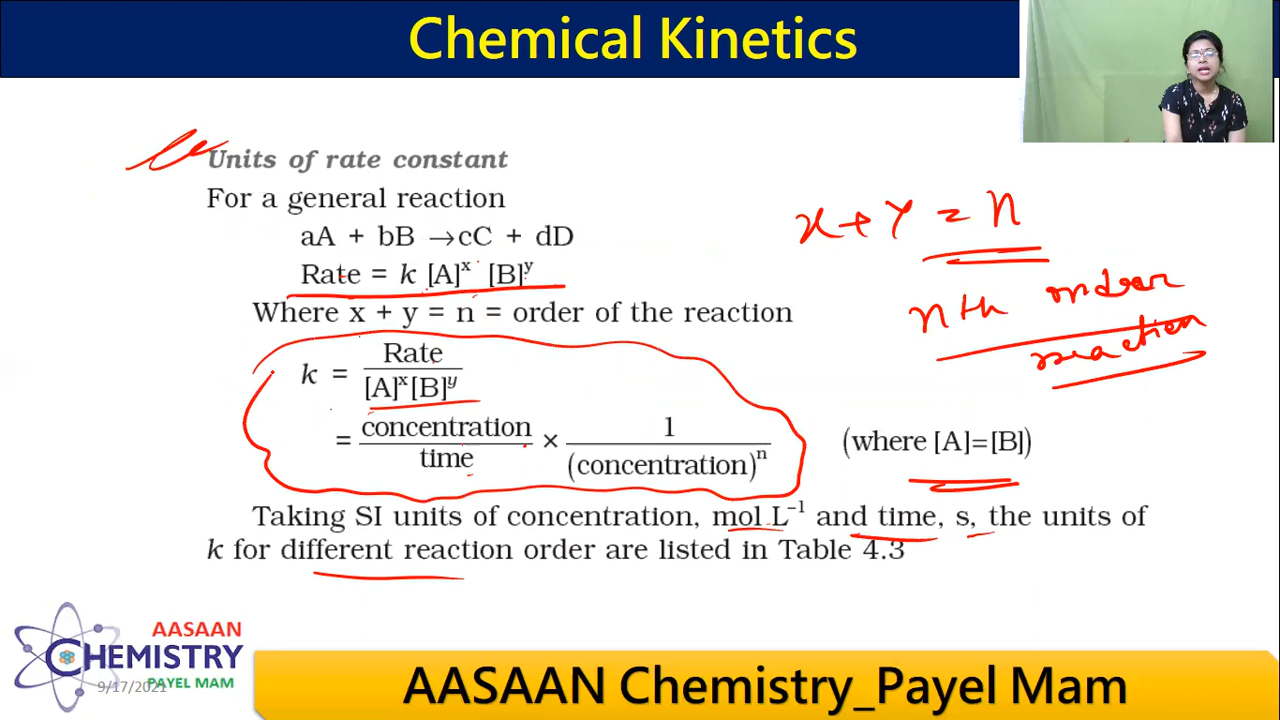 Chemical Kinetics
Units of rate constant
For a general reaction
aA + bB →cC + dD
Rate = k [A]ˣ [B]ʸ
Where x + y = n = order of the reaction
k = Rate / [A]ˣ[B]ʸ
= concentration / time × 1 / (concentration)ⁿ (where [A]=[B])
Taking SI units of concentration, mol L⁻¹ and time, s, the units of
k for different reaction order are listed in Table 4.3
x + y = n
nth order
reaction
AASAAN
CHEMISTRY
PAYEL MAM
9/17/2021
AASAAN Chemistry_Payel Mam